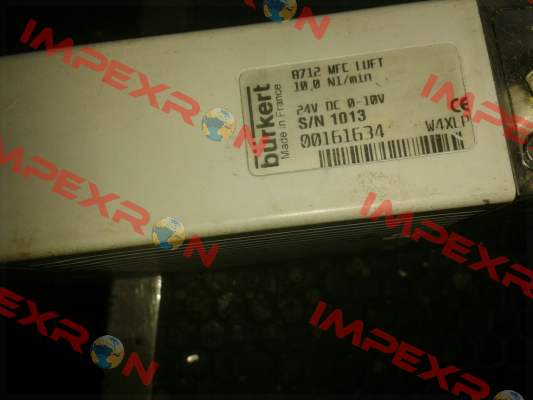 bürkert
Made in France
8712 MFC LUFT
10,0 Nl/min
24V DC 0-10V
S/N 1013
CE
00161634
W4XLP
IMPEXRON
IMPEXRON
IMPEXRON
IMPEXRON
IMPEXRON